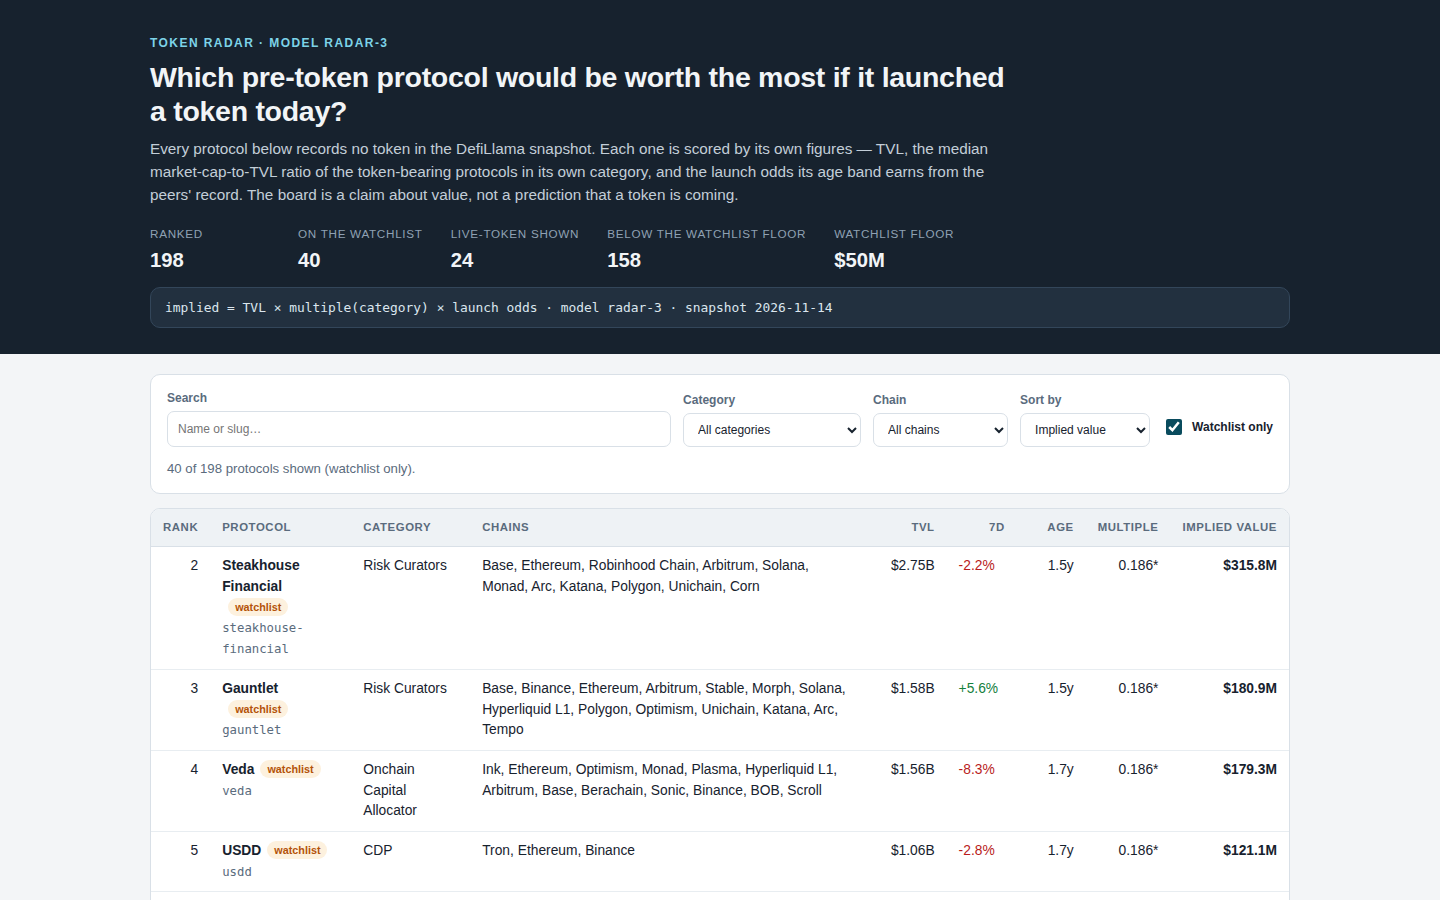 TOKEN RADAR · MODEL RADAR-3
Which pre-token protocol would be worth the most if it launched
a token today?
Every protocol below records no token in the DefiLlama snapshot. Each one is scored by its own figures — TVL, the median
market-cap-to-TVL ratio of the token-bearing protocols in its own category, and the launch odds its age band earns from the
peers' record. The board is a claim about value, not a prediction that a token is coming.
RANKED ON THE WATCHLIST LIVE-TOKEN SHOWN BELOW THE WATCHLIST FLOOR WATCHLIST FLOOR
198 40 24 158 $50M
implied = TVL × multiple(category) × launch odds · model radar-3 · snapshot 2026-11-14
Search Category Chain Sort by
Name or slug… All categories All chains Implied value Watchlist only
40 of 198 protocols shown (watchlist only).
RANK PROTOCOL CATEGORY CHAINS TVL 7D AGE MULTIPLE IMPLIED VALUE
2 Steakhouse Risk Curators Base, Ethereum, Robinhood Chain, Arbitrum, Solana, $2.75B -2.2% 1.5y 0.186* $315.8M
Financial Monad, Arc, Katana, Polygon, Unichain, Corn
watchlist
steakhouse-
financial
3 Gauntlet Risk Curators Base, Binance, Ethereum, Arbitrum, Stable, Morph, Solana, $1.58B +5.6% 1.5y 0.186* $180.9M
watchlist Hyperliquid L1, Polygon, Optimism, Unichain, Katana, Arc,
gauntlet Tempo
4 Veda watchlist Onchain Ink, Ethereum, Optimism, Monad, Plasma, Hyperliquid L1, $1.56B -8.3% 1.7y 0.186* $179.3M
veda Capital Arbitrum, Base, Berachain, Sonic, Binance, BOB, Scroll
Allocator
5 USDD watchlist CDP Tron, Ethereum, Binance $1.06B -2.8% 1.7y 0.186* $121.1M
usdd